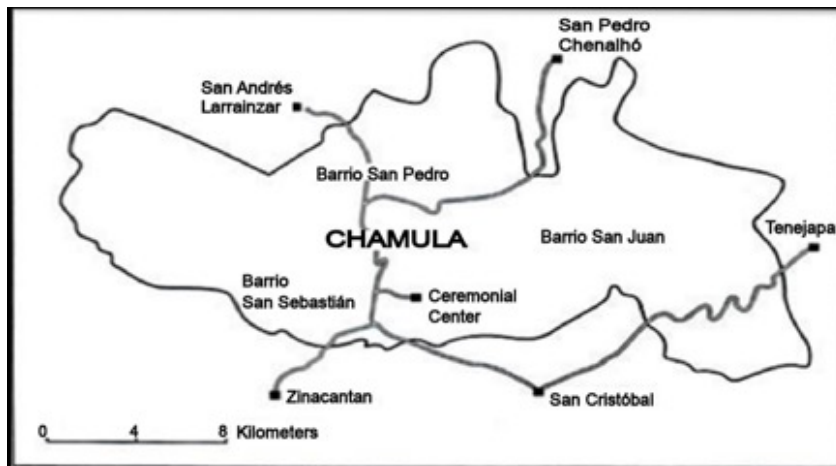 San Pedro
Chenalhó
San Andrés
Larrainzar
Barrio San Pedro
CHAMULA
Barrio San Juan
Tenejapa
Barrio
San Sebastián
Ceremonial
Center
Zinacantan
San Cristóbal
0 4 8 Kilometers